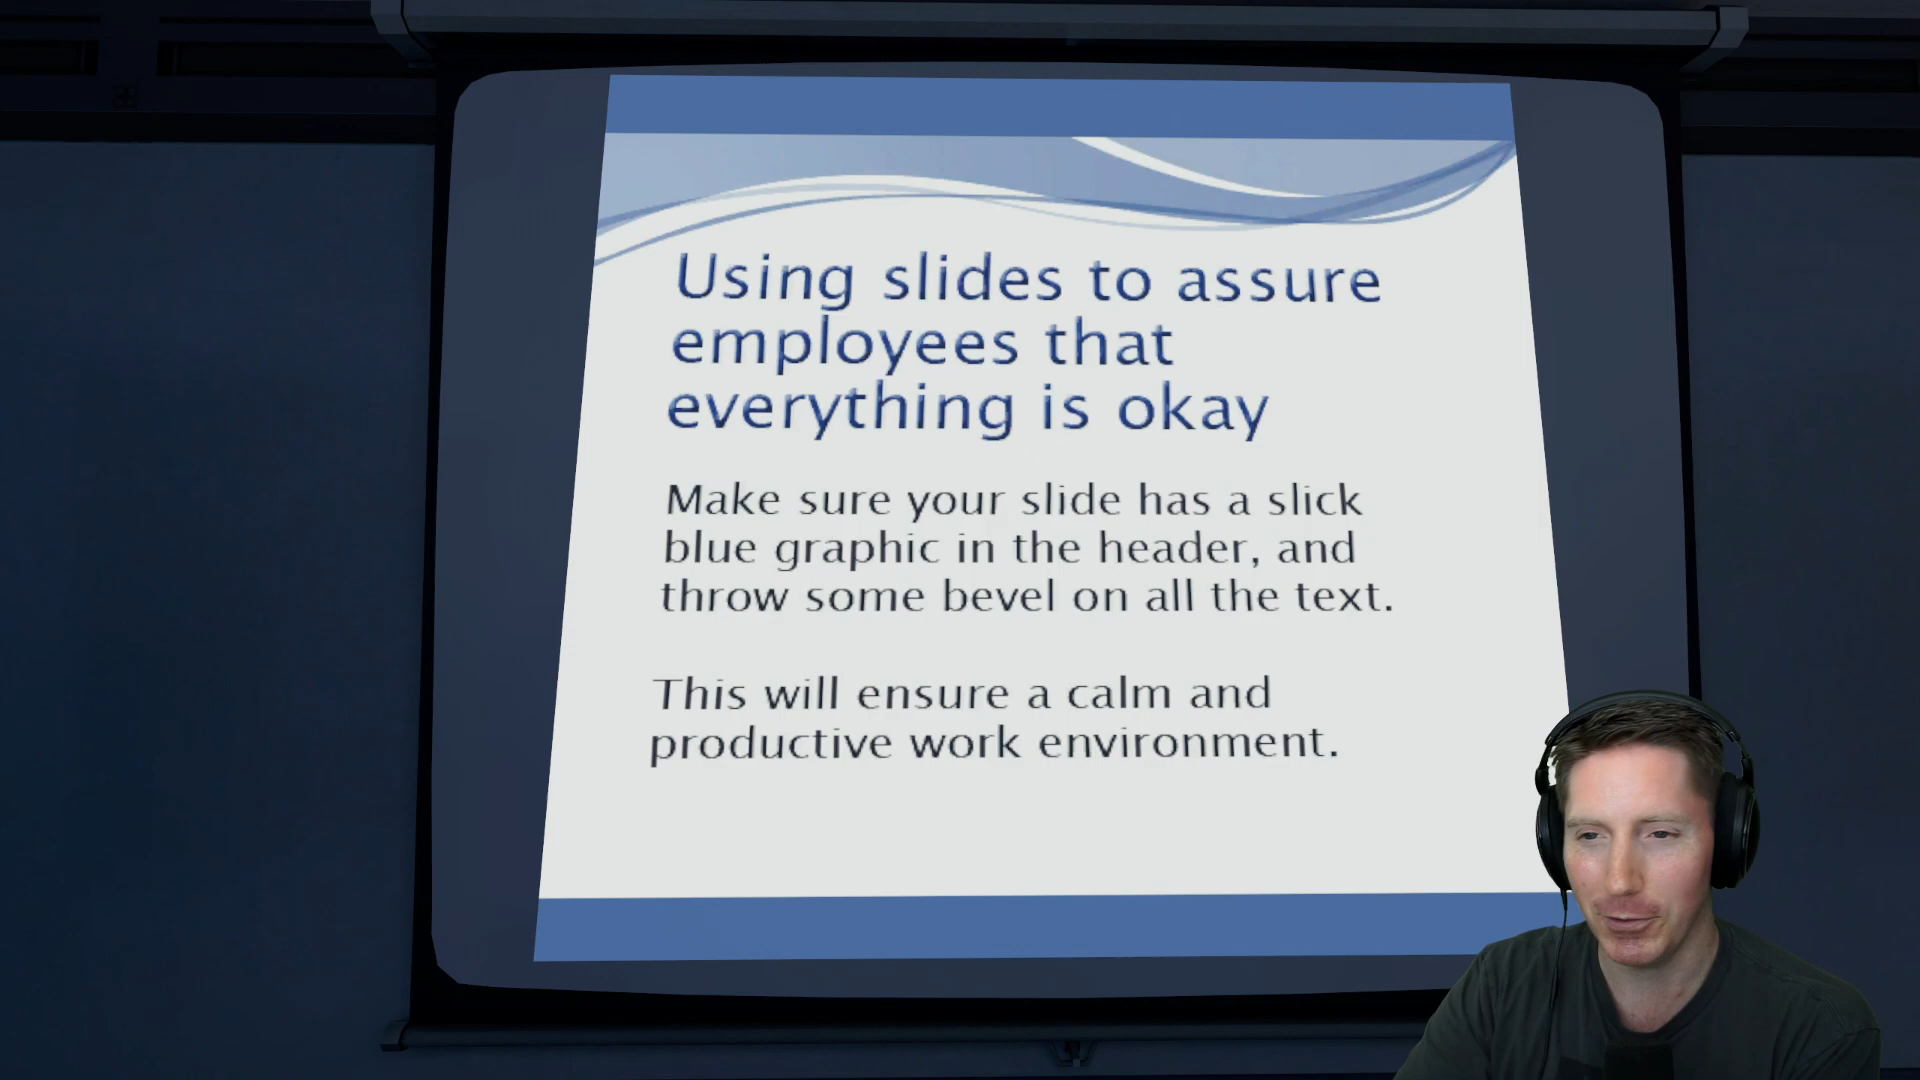 Using slides to assure
employees that
everything is okay
Make sure your slide has a slick
blue graphic in the header, and
throw some bevel on all the text.
This will ensure a calm and
productive work environment.